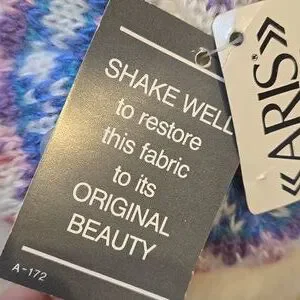 SHAKE WELL
to restore
this fabric
to its
ORIGINAL
BEAUTY
A-172
«ARIS®»